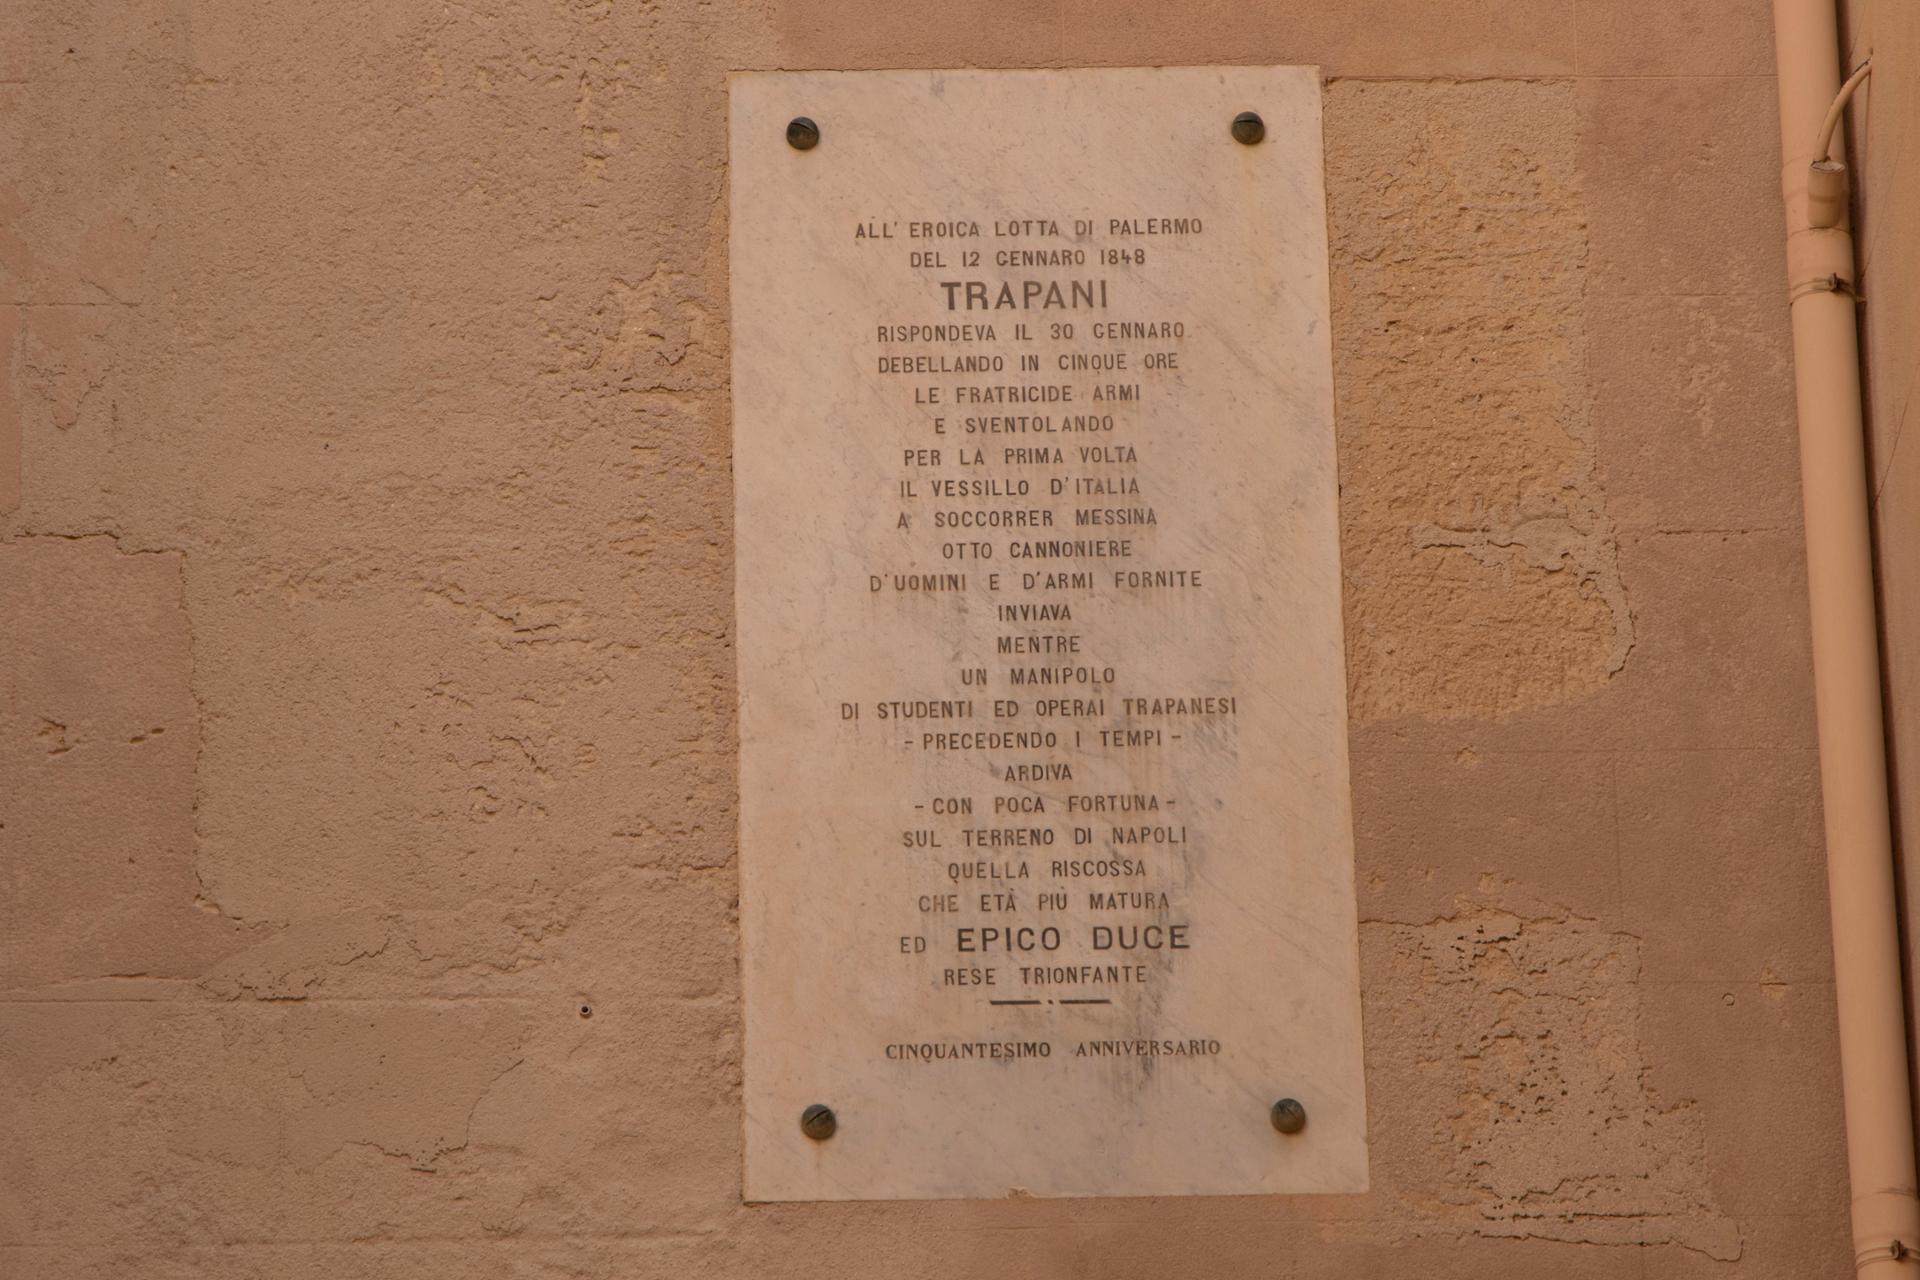 ALL' EROICA LOTTA DI PALERMO
DEL 12 GENNARO 1848
TRAPANI
RISPONDEVA IL 30 GENNARO
DEBELLANDO IN CINQUE ORE
LE FRATRICIDE ARMI
E SVENTOLANDO
PER LA PRIMA VOLTA
IL VESSILLO D'ITALIA
A SOCCORRER MESSINA
OTTO CANNONIERE
D'UOMINI E D'ARMI FORNITE
INVIAVA
MENTRE
UN MANIPOLO
DI STUDENTI ED OPERAI TRAPANESI
- PRECEDENDO I TEMPI -
ARDIVA
- CON POCA FORTUNA -
SUL TERRENO DI NAPOLI
QUELLA RISCOSSA
CHE ETÀ PIÙ MATURA
ED EPICO DUCE
RESE TRIONFANTE
CINQUANTESIMO ANNIVERSARIO